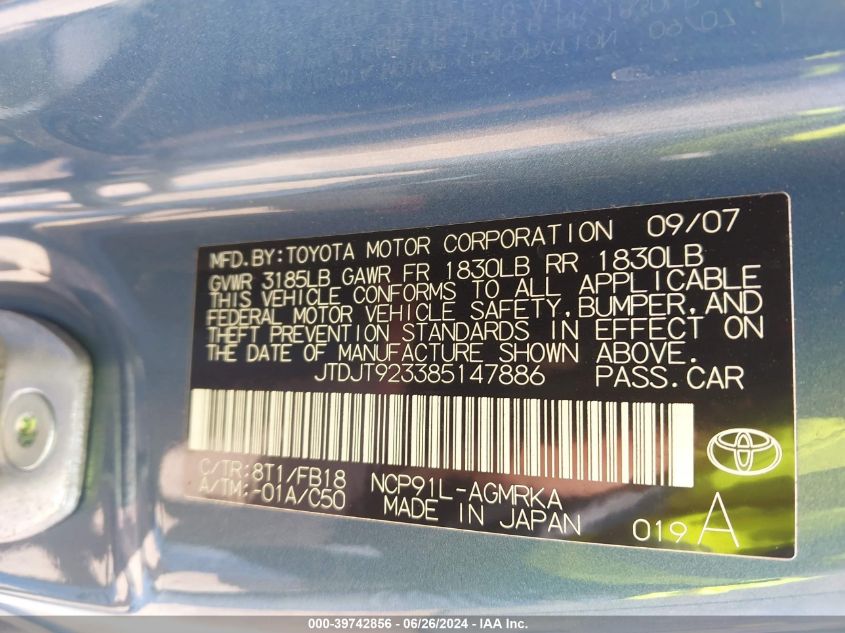 MFD. BY: TOYOTA MOTOR CORPORATION 09/07
GVWR 3185LB GAWR FR 1830LB RR 1830LB
THIS VEHICLE CONFORMS TO ALL APPLICABLE
FEDERAL MOTOR VEHICLE SAFETY, BUMPER, AND
THEFT PREVENTION STANDARDS IN EFFECT ON
THE DATE OF MANUFACTURE SHOWN ABOVE.
JTDJT923385147886 PASS. CAR
C/TR: 8T1/FB18 NCP91L-AGMRKA
A/TM: -01A/C50 MADE IN JAPAN 019 A
000-39742856 / 06/26/2024 - IAA Inc.